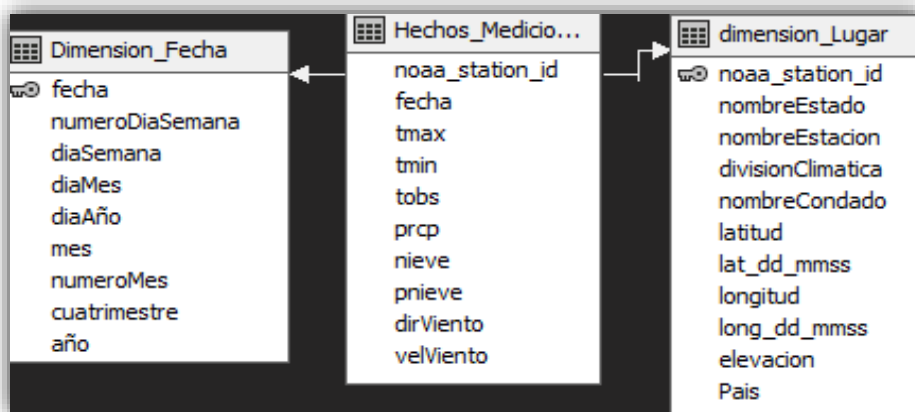 Dimension_Fecha
fecha
numeroDiaSemana
diaSemana
diaMes
diaAño
mes
numeroMes
cuatrimestre
año
Hechos_Medicio...
noaa_station_id
fecha
tmax
tmin
tobs
prcp
nieve
pnieve
dirViento
velViento
dimension_Lugar
noaa_station_id
nombreEstado
nombreEstacion
divisionClimatica
nombreCondado
latitud
lat_dd_mmss
longitud
long_dd_mmss
elevacion
Pais